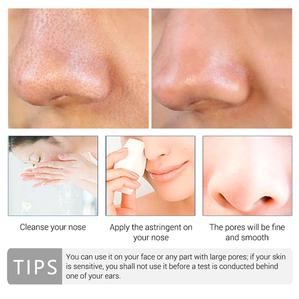 Cleanse your nose
Apply the astringent on
your nose
The pores will be fine
and smooth
TIPS
You can use it on your face or any part with large pores; if your skin
is sensitive, you shall not use it before a test is conducted behind
one of your ears.